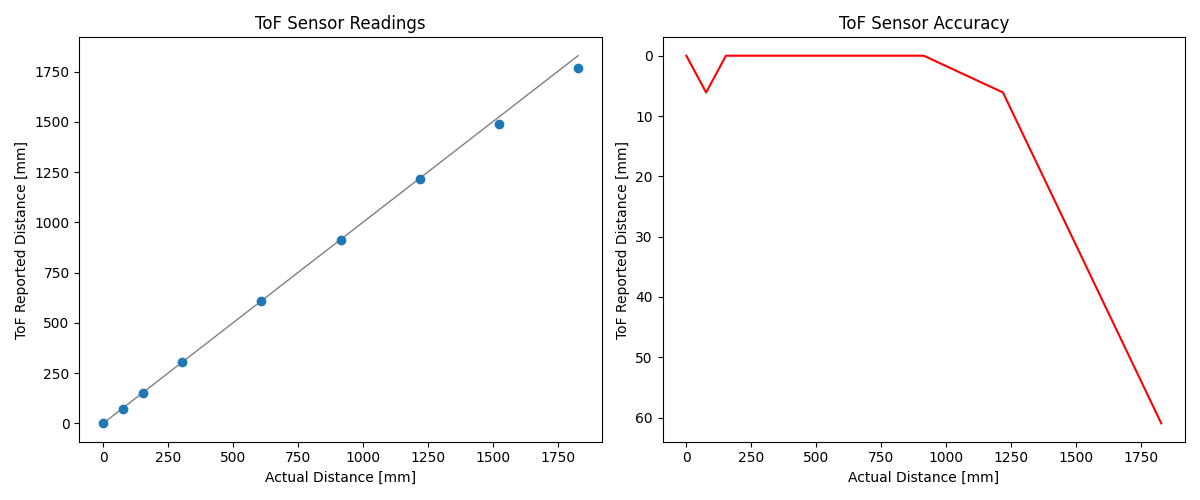 ToF Sensor Readings
ToF Reported Distance [mm]
1750
1500
1250
1000
750
500
250
0
0 250 500 750 1000 1250 1500 1750
Actual Distance [mm]
ToF Sensor Accuracy
ToF Reported Distance [mm]
0
10
20
30
40
50
60
0 250 500 750 1000 1250 1500 1750
Actual Distance [mm]